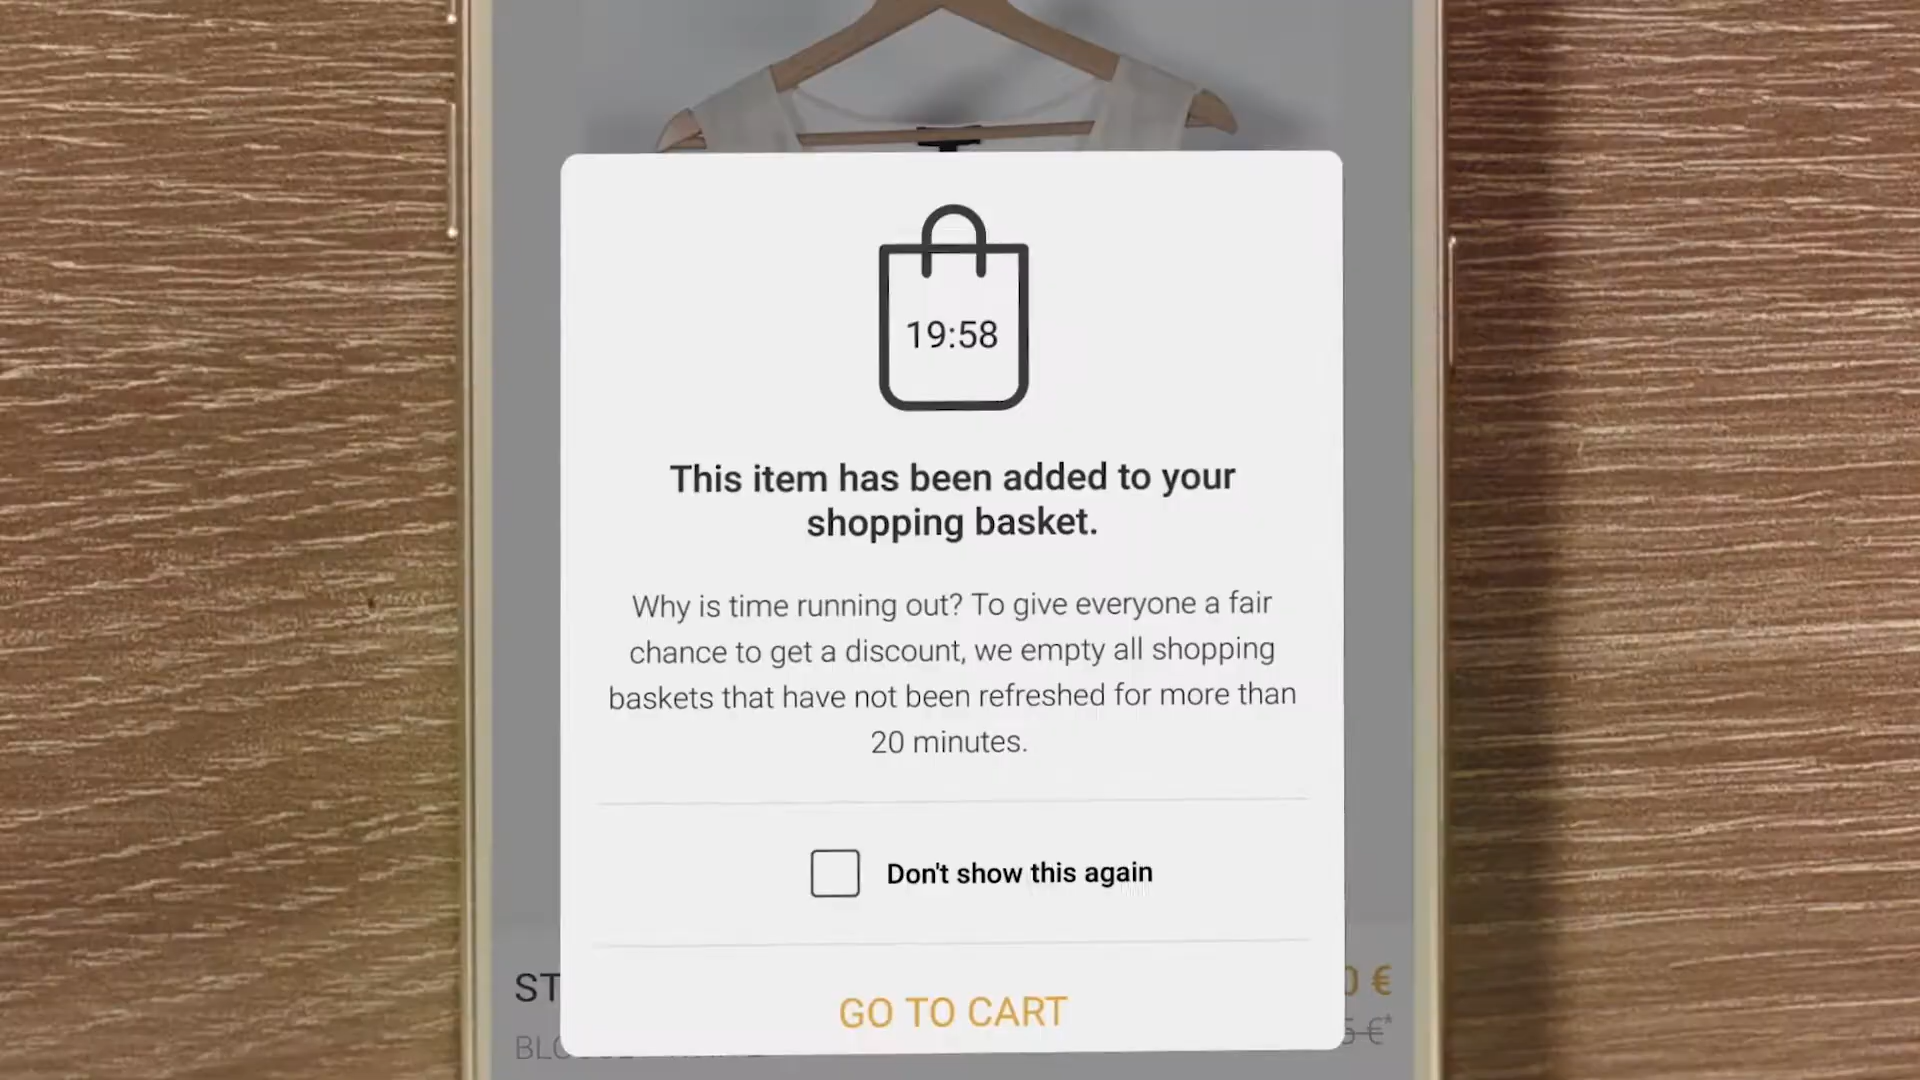 19:58
This item has been added to your
shopping basket.
Why is time running out? To give everyone a fair
chance to get a discount, we empty all shopping
baskets that have not been refreshed for more than
20 minutes.
Don't show this again
GO TO CART